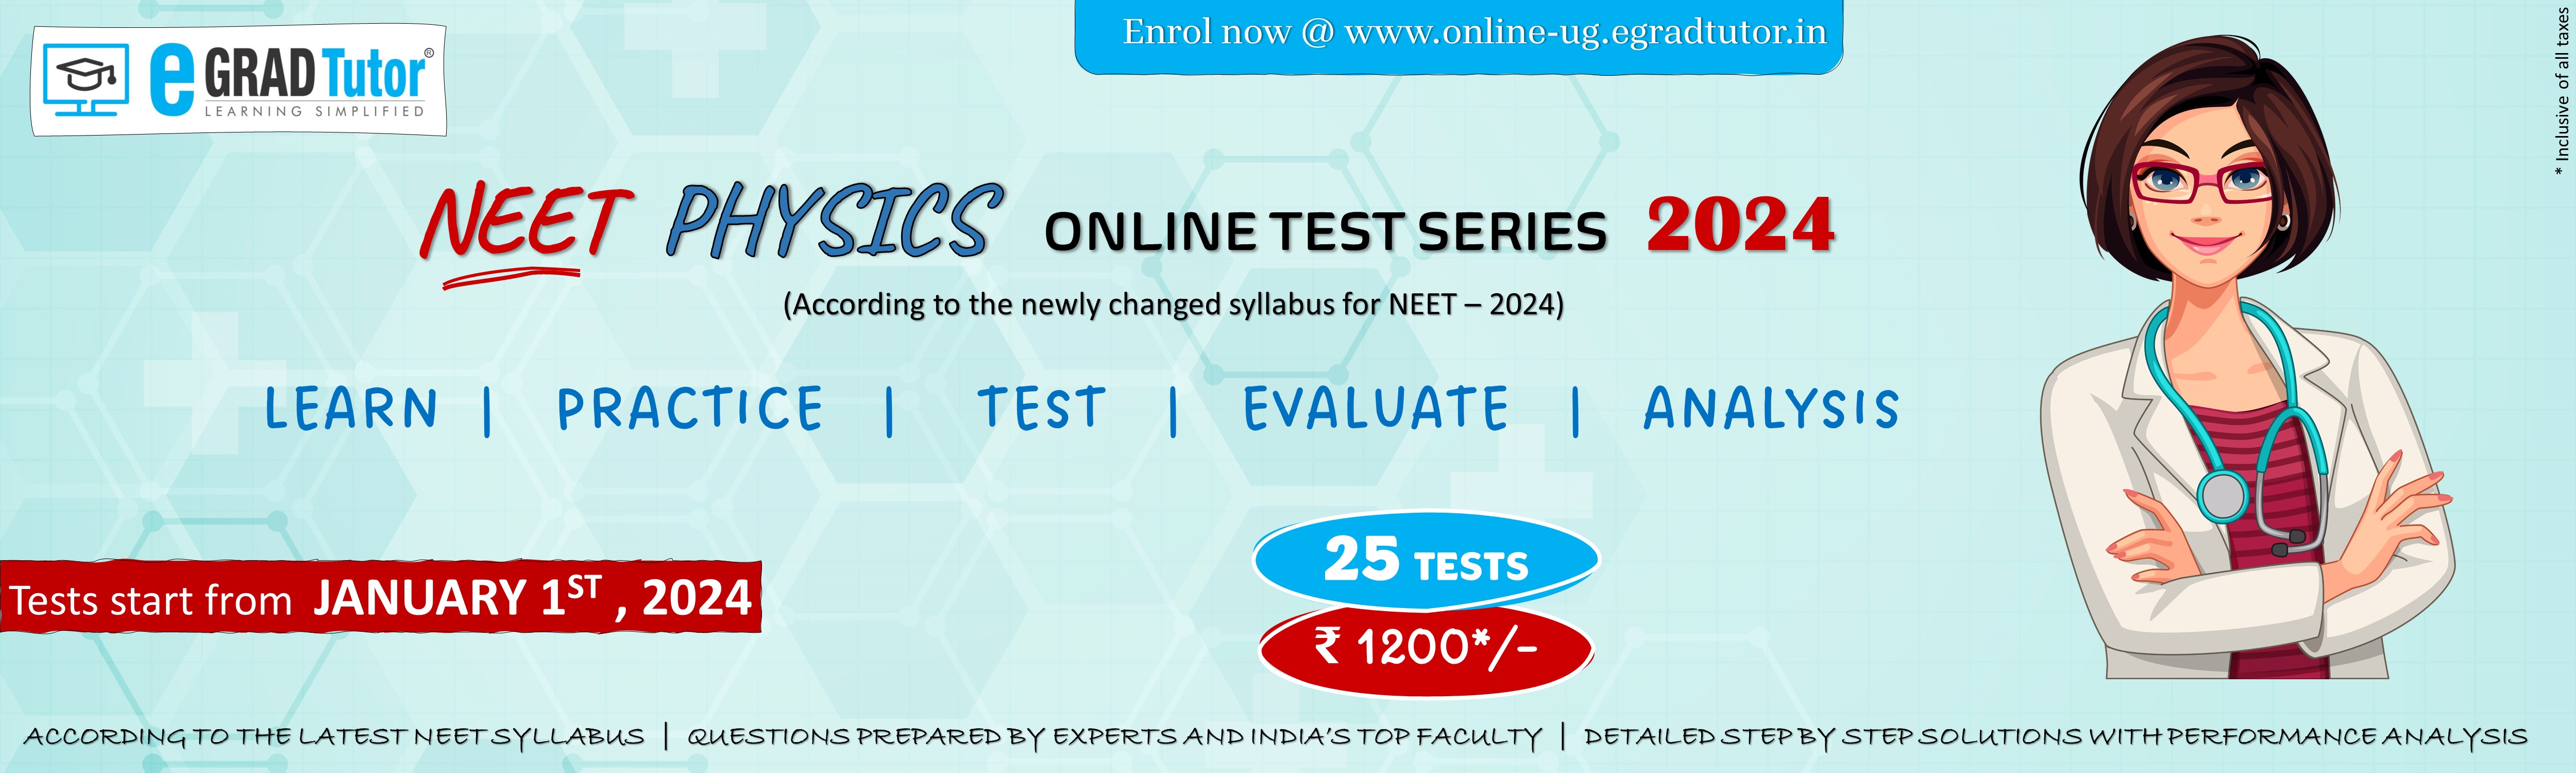 e GRAD Tutor®
LEARNING SIMPLIFIED
Enrol now @ www.online-ug.egradtutor.in
* Inclusive of all taxes
NEET PHYSICS ONLINE TEST SERIES 2024
(According to the newly changed syllabus for NEET – 2024)
LEARN | PRACTICE | TEST | EVALUATE | ANALYSIS
25 TESTS
Tests start from JANUARY 1ST , 2024
₹ 1200*/-
ACCORDING TO THE LATEST NEET SYLLABUS | QUESTIONS PREPARED BY EXPERTS AND INDIA'S TOP FACULTY | DETAILED STEP BY STEP SOLUTIONS WITH PERFORMANCE ANALYSIS